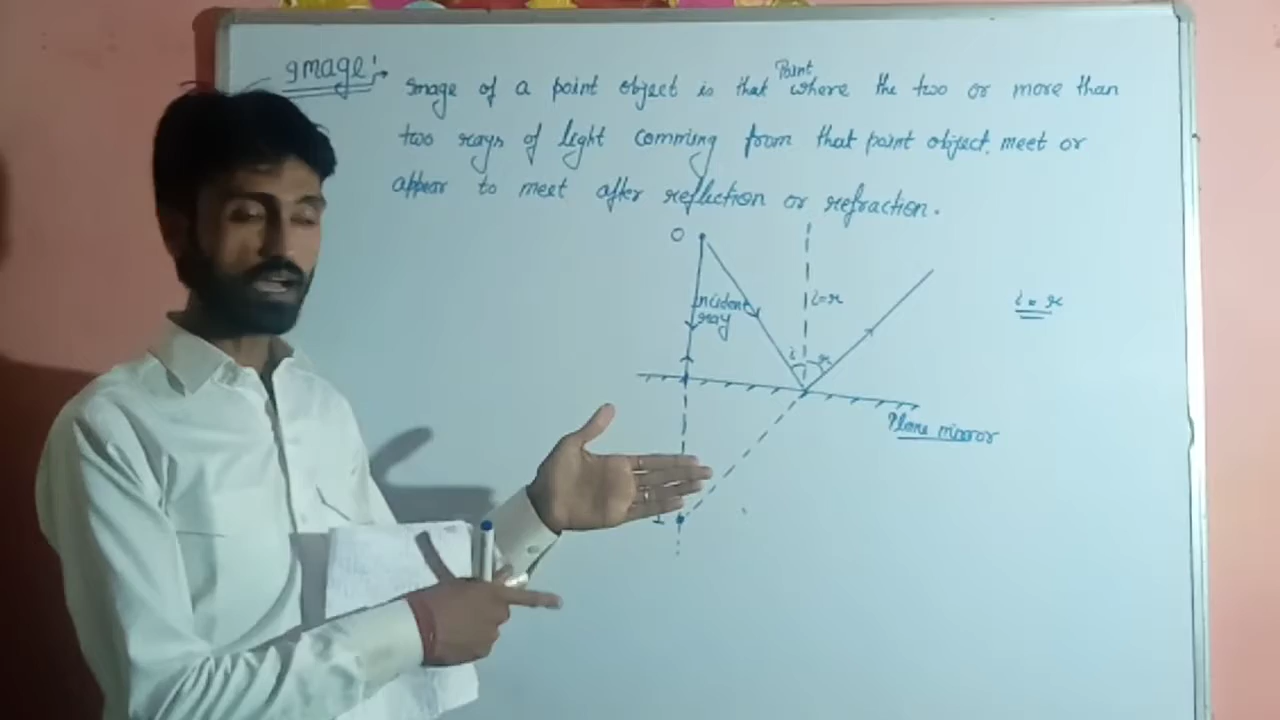 Image :→ Image of a point object is that Point where the two or more than
two rays of light comming from that point object. meet or
appear to meet after reflection or refraction.
O
incident
ray
i=r
i = r
i
r
Plane mirror
I